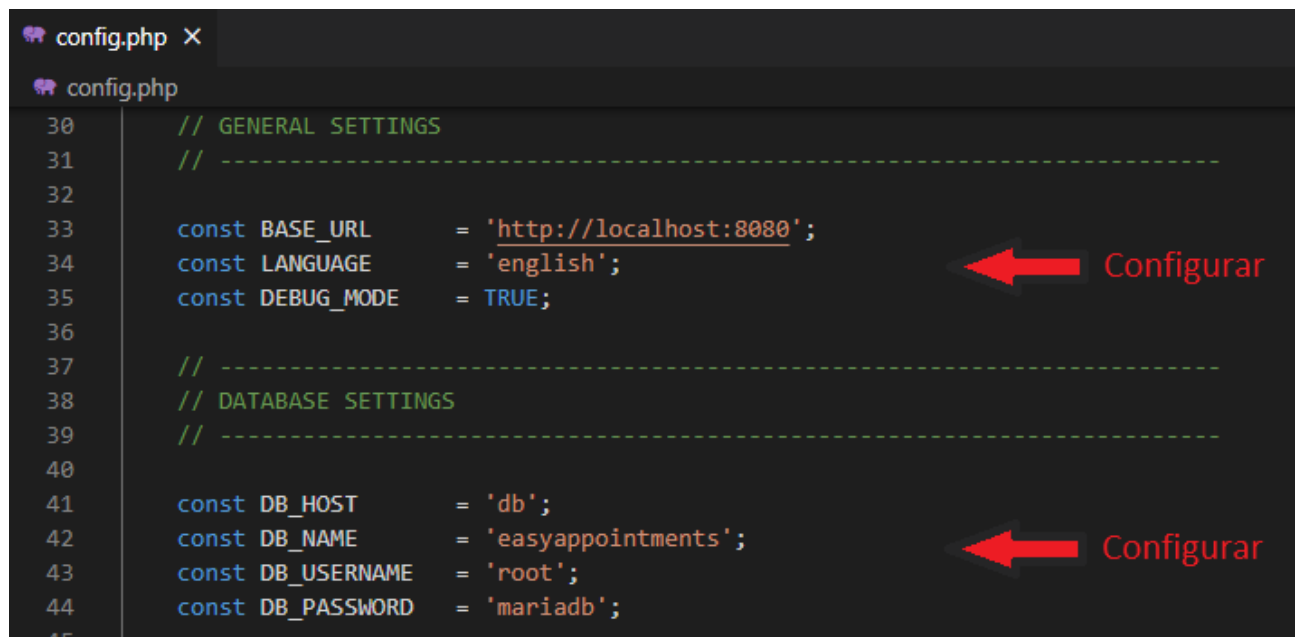 config.php ×
config.php
30 // GENERAL SETTINGS
31 // ------------------------------------------------------------------------
32
33 const BASE_URL = 'http://localhost:8080';
34 const LANGUAGE = 'english';
Configurar
35 const DEBUG_MODE = TRUE;
36
37 // ------------------------------------------------------------------------
38 // DATABASE SETTINGS
39 // ------------------------------------------------------------------------
40
41 const DB_HOST = 'db';
42 const DB_NAME = 'easyappointments';
Configurar
43 const DB_USERNAME = 'root';
44 const DB_PASSWORD = 'mariadb';